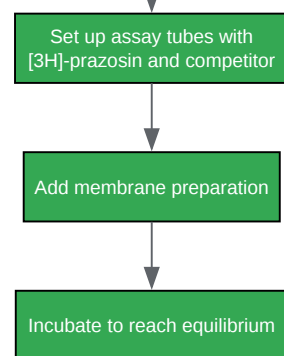 Set up assay tubes with
[3H]-prazosin and competitor
Add membrane preparation
Incubate to reach equilibrium